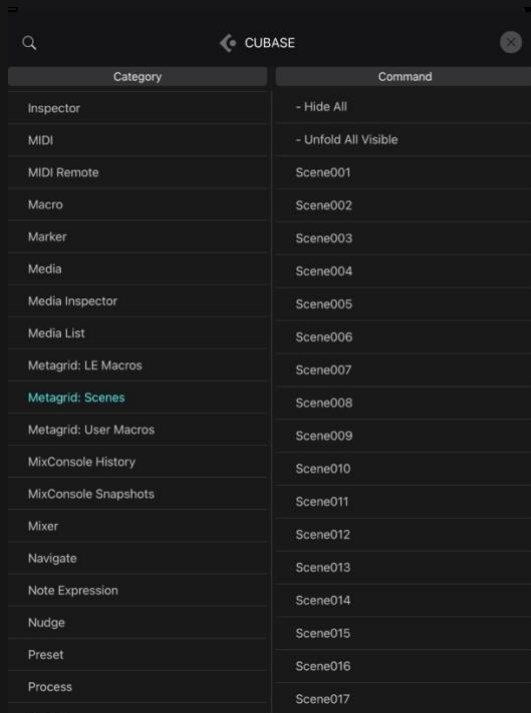 CUBASE
Category
Command
Inspector
MIDI
MIDI Remote
Macro
Marker
Media
Media Inspector
Media List
Metagrid: LE Macros
Metagrid: Scenes
Metagrid: User Macros
MixConsole History
MixConsole Snapshots
Mixer
Navigate
Note Expression
Nudge
Preset
Process
- Hide All
- Unfold All Visible
Scene001
Scene002
Scene003
Scene004
Scene005
Scene006
Scene007
Scene008
Scene009
Scene010
Scene011
Scene012
Scene013
Scene014
Scene015
Scene016
Scene017